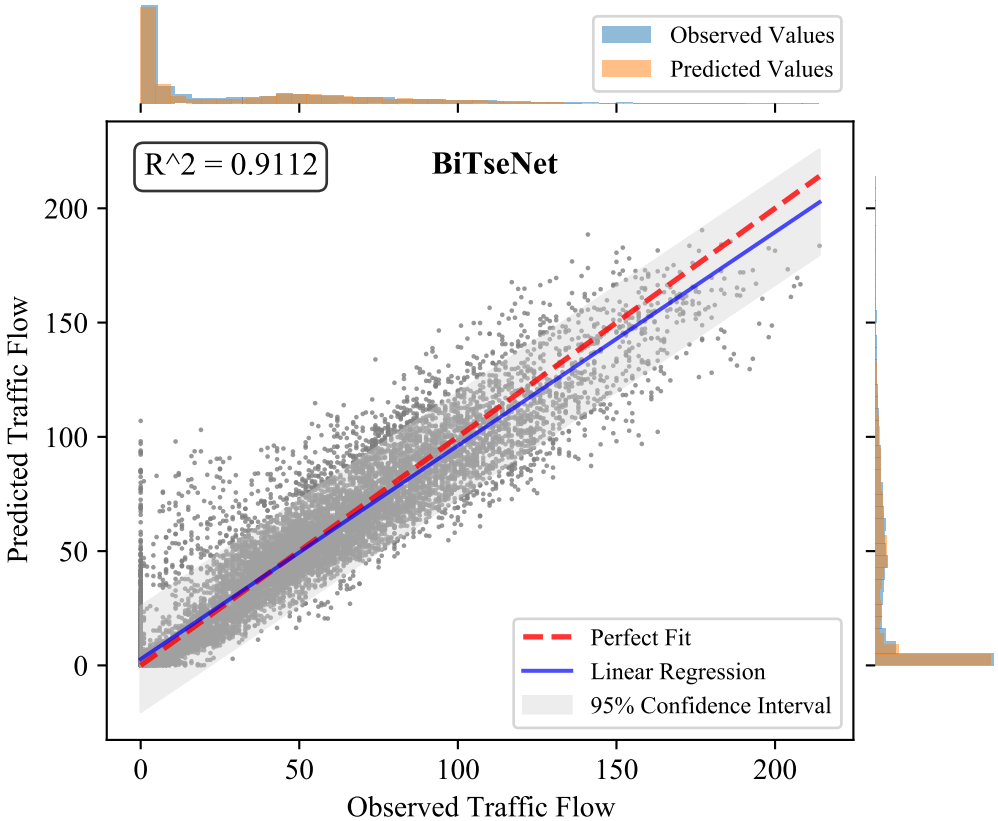 Observed Values
Predicted Values
R^2 = 0.9112
BiTseNet
200
150
100
50
0
Predicted Traffic Flow
Perfect Fit
Linear Regression
95% Confidence Interval
0 50 100 150 200
Observed Traffic Flow